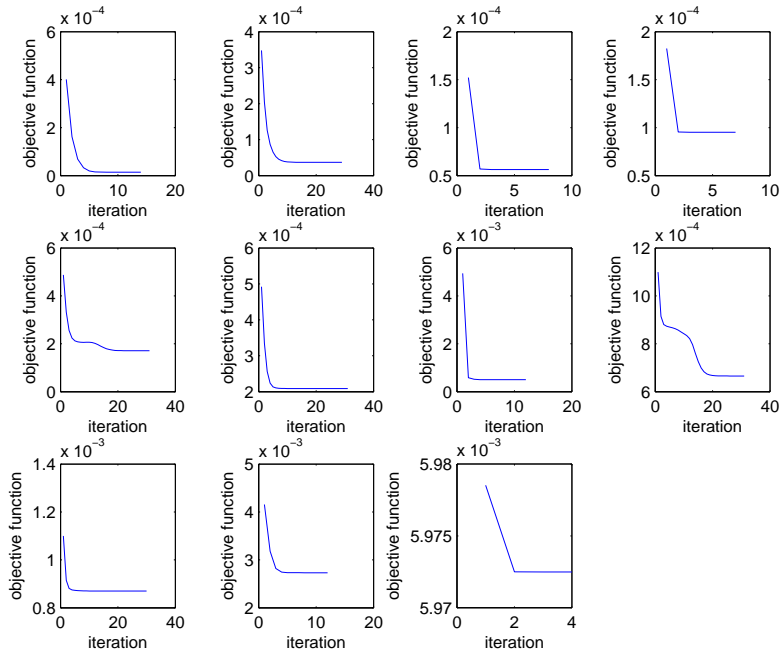 x 10⁻⁴
6
4
2
0
0 10 20
iteration
objective function
x 10⁻⁴
4
3
2
1
0
0 20 40
iteration
objective function
x 10⁻⁴
2
1.5
1
0.5
0 5 10
iteration
objective function
x 10⁻⁴
2
1.5
1
0.5
0 5 10
iteration
objective function
x 10⁻⁴
6
4
2
0
0 20 40
iteration
objective function
x 10⁻⁴
6
5
4
3
2
0 20 40
iteration
objective function
x 10⁻³
6
4
2
0
0 10 20
iteration
objective function
x 10⁻⁴
12
10
8
6
0 20 40
iteration
objective function
x 10⁻³
1.4
1.2
1
0.8
0 20 40
iteration
objective function
x 10⁻³
5
4
3
2
0 10 20
iteration
objective function
x 10⁻³
5.98
5.975
5.97
0 2 4
iteration
objective function